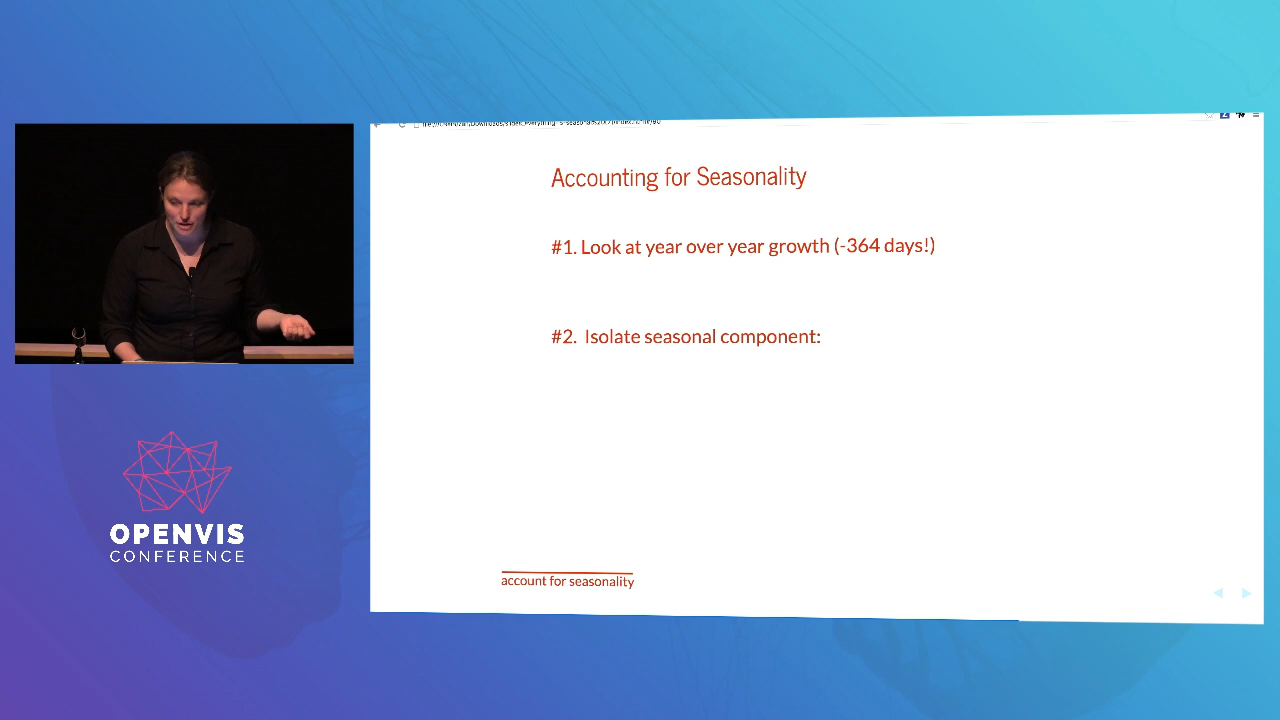 Accounting for Seasonality
#1. Look at year over year growth (-364 days!)
#2. Isolate seasonal component:
account for seasonality
OPENVIS
CONFERENCE